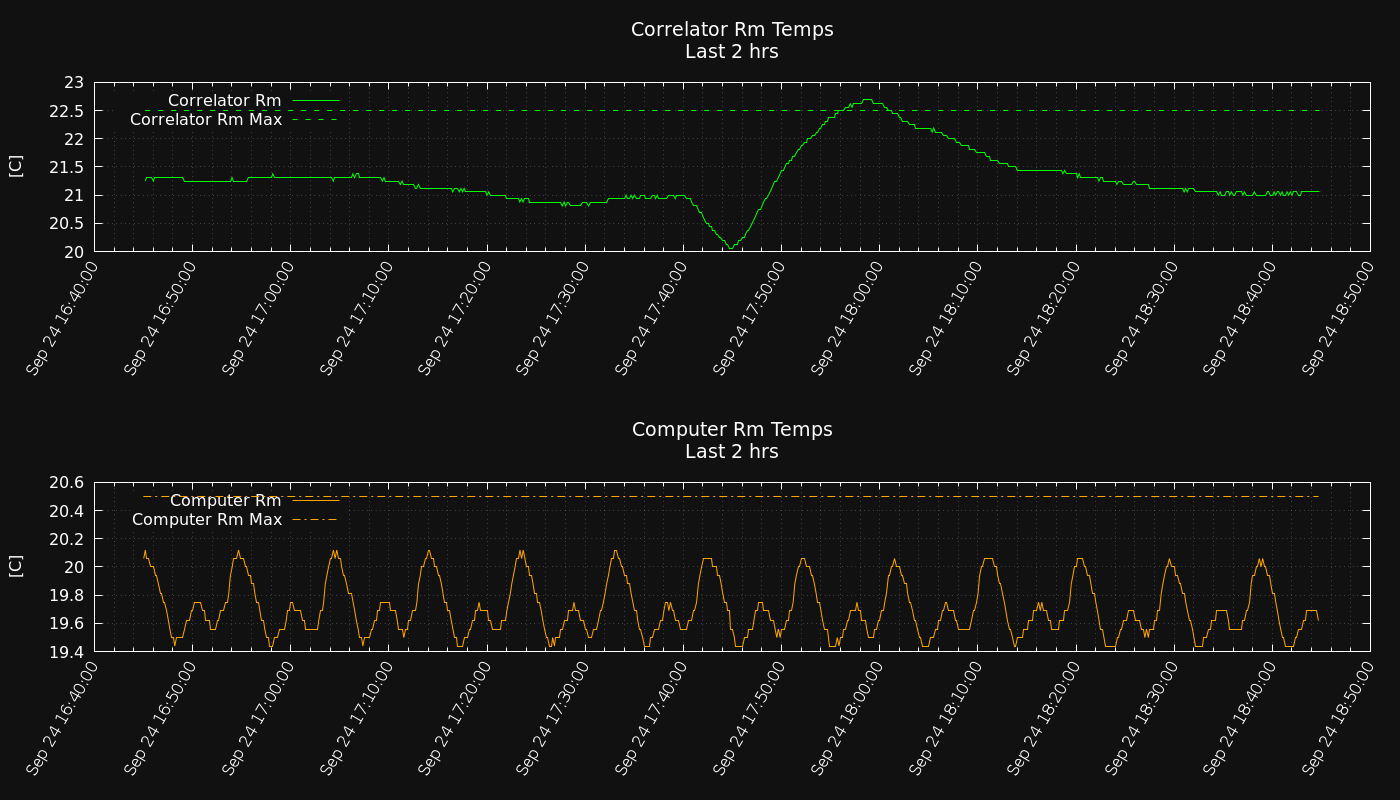 Correlator Rm Temps
Last 2 hrs
[C]
23
22.5
22
21.5
21
20.5
20
Correlator Rm
Correlator Rm Max
Sep 24 16:40:00
Sep 24 16:50:00
Sep 24 17:00:00
Sep 24 17:10:00
Sep 24 17:20:00
Sep 24 17:30:00
Sep 24 17:40:00
Sep 24 17:50:00
Sep 24 18:00:00
Sep 24 18:10:00
Sep 24 18:20:00
Sep 24 18:30:00
Sep 24 18:40:00
Sep 24 18:50:00
Computer Rm Temps
Last 2 hrs
[C]
20.6
20.4
20.2
20
19.8
19.6
19.4
Computer Rm
Computer Rm Max
Sep 24 16:40:00
Sep 24 16:50:00
Sep 24 17:00:00
Sep 24 17:10:00
Sep 24 17:20:00
Sep 24 17:30:00
Sep 24 17:40:00
Sep 24 17:50:00
Sep 24 18:00:00
Sep 24 18:10:00
Sep 24 18:20:00
Sep 24 18:30:00
Sep 24 18:40:00
Sep 24 18:50:00